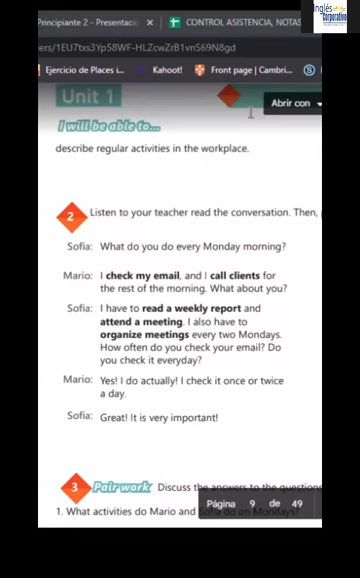 Inglés
Corporativo
Principiante 2 - Presentació
CONTROL ASISTENCIA, NOTAS
ers/1EU7txs3Yp58WF-HLZcwZrB1vnS69N8gd
Ejercicio de Places i...
Kahoot!
Front page | Cambri...
Unit 1
Abrir con
I will be able to...
describe regular activities in the workplace.
2 Listen to your teacher read the conversation. Then,
Sofia: What do you do every Monday morning?
Mario: I check my email, and I call clients for
the rest of the morning. What about you?
Sofia: I have to read a weekly report and
attend a meeting. I also have to
organize meetings every two Mondays.
How often do you check your email? Do
you check it everyday?
Mario: Yes! I do actually! I check it once or twice
a day.
Sofia: Great! It is very important!
3 Pair work Discuss the answers to the questions
Página 9 de 49
1. What activities do Mario and Sofia do on Mondays?